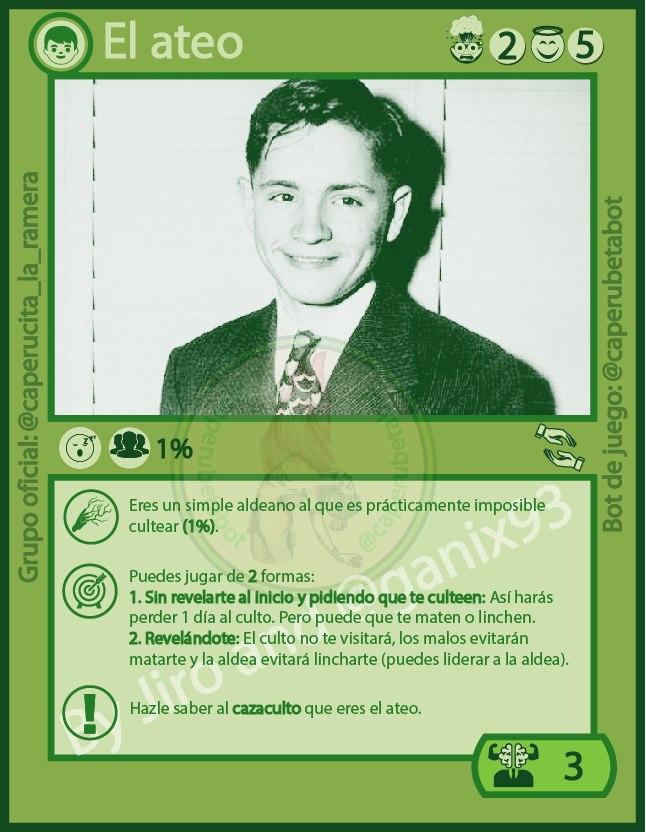 El ateo
2
5
Grupo oficial: @caperucita_la_ramera
Bot de juego: @caperubetabot
1%
Eres un simple aldeano al que es prácticamente imposible
cultear (1%).
Puedes jugar de 2 formas:
1. Sin revelarte al inicio y pidiendo que te culteen: Así harás
perder 1 día al culto. Pero puede que te maten o linchen.
2. Revelándote: El culto no te visitará, los malos evitarán
matarte y la aldea evitará lincharte (puedes liderar a la aldea).
Hazle saber al cazaculto que eres el ateo.
By Jiro and @ganix93
3